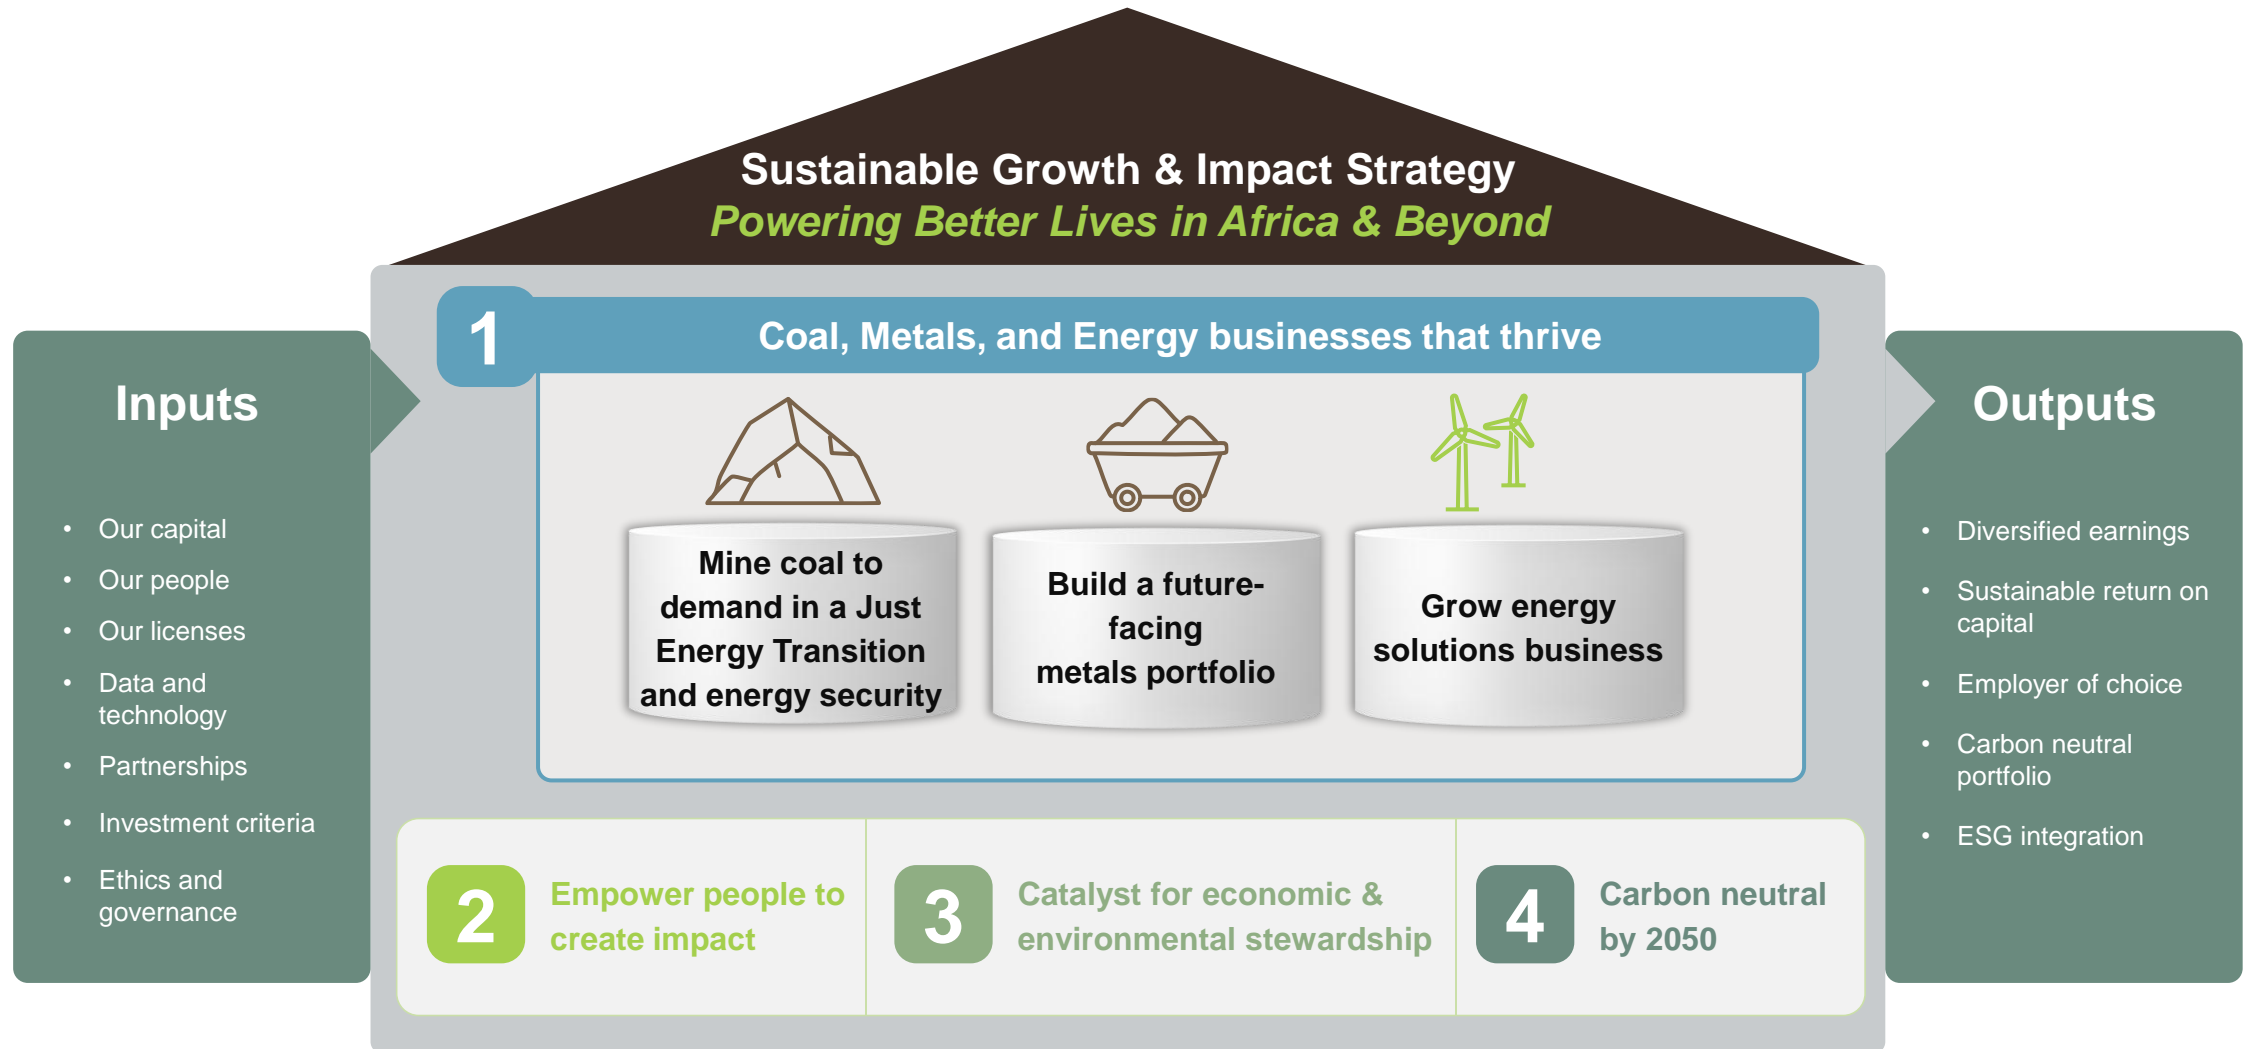 Sustainable Growth & Impact Strategy
Powering Better Lives in Africa & Beyond
Inputs
• Our capital
• Our people
• Our licenses
• Data and
technology
• Partnerships
• Investment criteria
• Ethics and
governance
1
Coal, Metals, and Energy businesses that thrive
Mine coal to
demand in a Just
Energy Transition
and energy security
Build a future-
facing
metals portfolio
Grow energy
solutions business
2
Empower people to
create impact
3
Catalyst for economic &
environmental stewardship
4
Carbon neutral
by 2050
Outputs
• Diversified earnings
• Sustainable return on
capital
• Employer of choice
• Carbon neutral
portfolio
• ESG integration